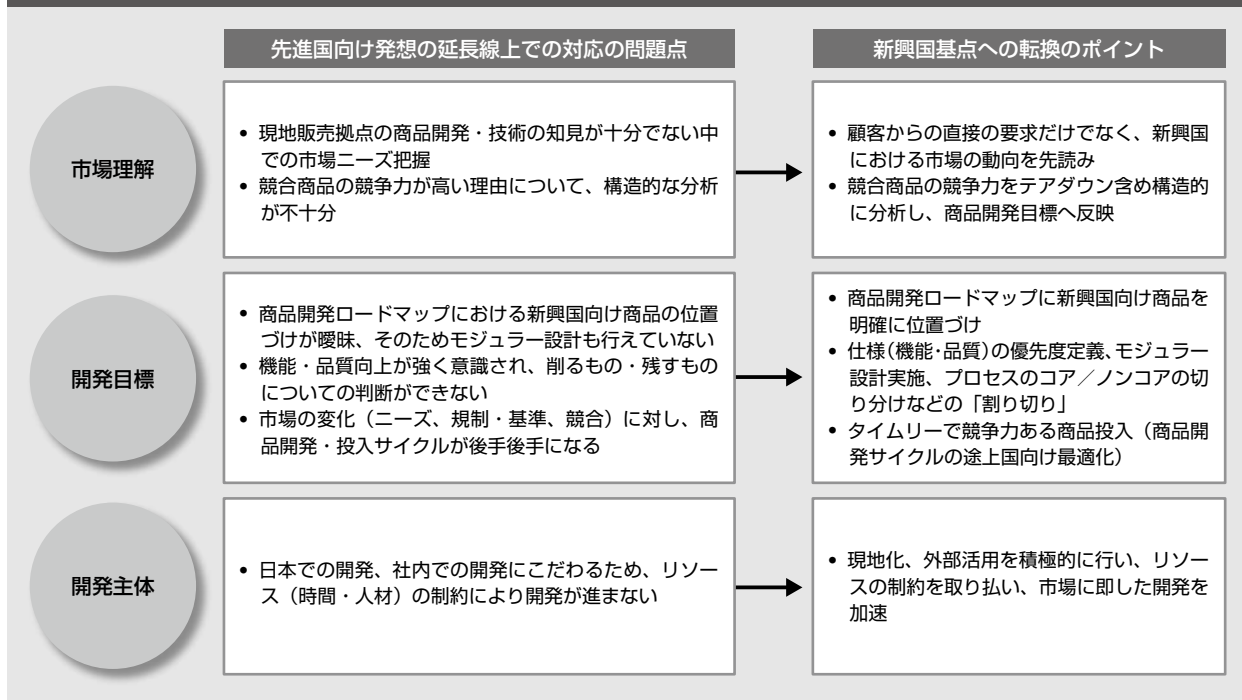 先進国向け発想の延長線上での対応の問題点
新興国基点への転換のポイント
市場理解
• 現地販売拠点の商品開発・技術の知見が十分でない中
での市場ニーズ把握
• 競合商品の競争力が高い理由について、構造的な分析
が不十分
• 顧客からの直接の要求だけでなく、新興国
における市場の動向を先読み
• 競合商品の競争力をテアダウン含め構造的
に分析し、商品開発目標へ反映
開発目標
• 商品開発ロードマップにおける新興国向け商品の位置
づけが曖昧、そのためモジュラー設計も行えていない
• 機能・品質向上が強く意識され、削るもの・残すもの
についての判断ができない
• 市場の変化（ニーズ、規制・基準、競合）に対し、商
品開発・投入サイクルが後手後手になる
• 商品開発ロードマップに新興国向け商品を
明確に位置づけ
• 仕様（機能・品質）の優先度定義、モジュラー
設計実施、プロセスのコア／ノンコアの切
り分けなどの「割り切り」
• タイムリーで競争力ある商品投入（商品開
発サイクルの途上国向け最適化）
開発主体
• 日本での開発、社内での開発にこだわるため、リソー
ス（時間・人材）の制約により開発が進まない
• 現地化、外部活用を積極的に行い、リソー
スの制約を取り払い、市場に即した開発を
加速